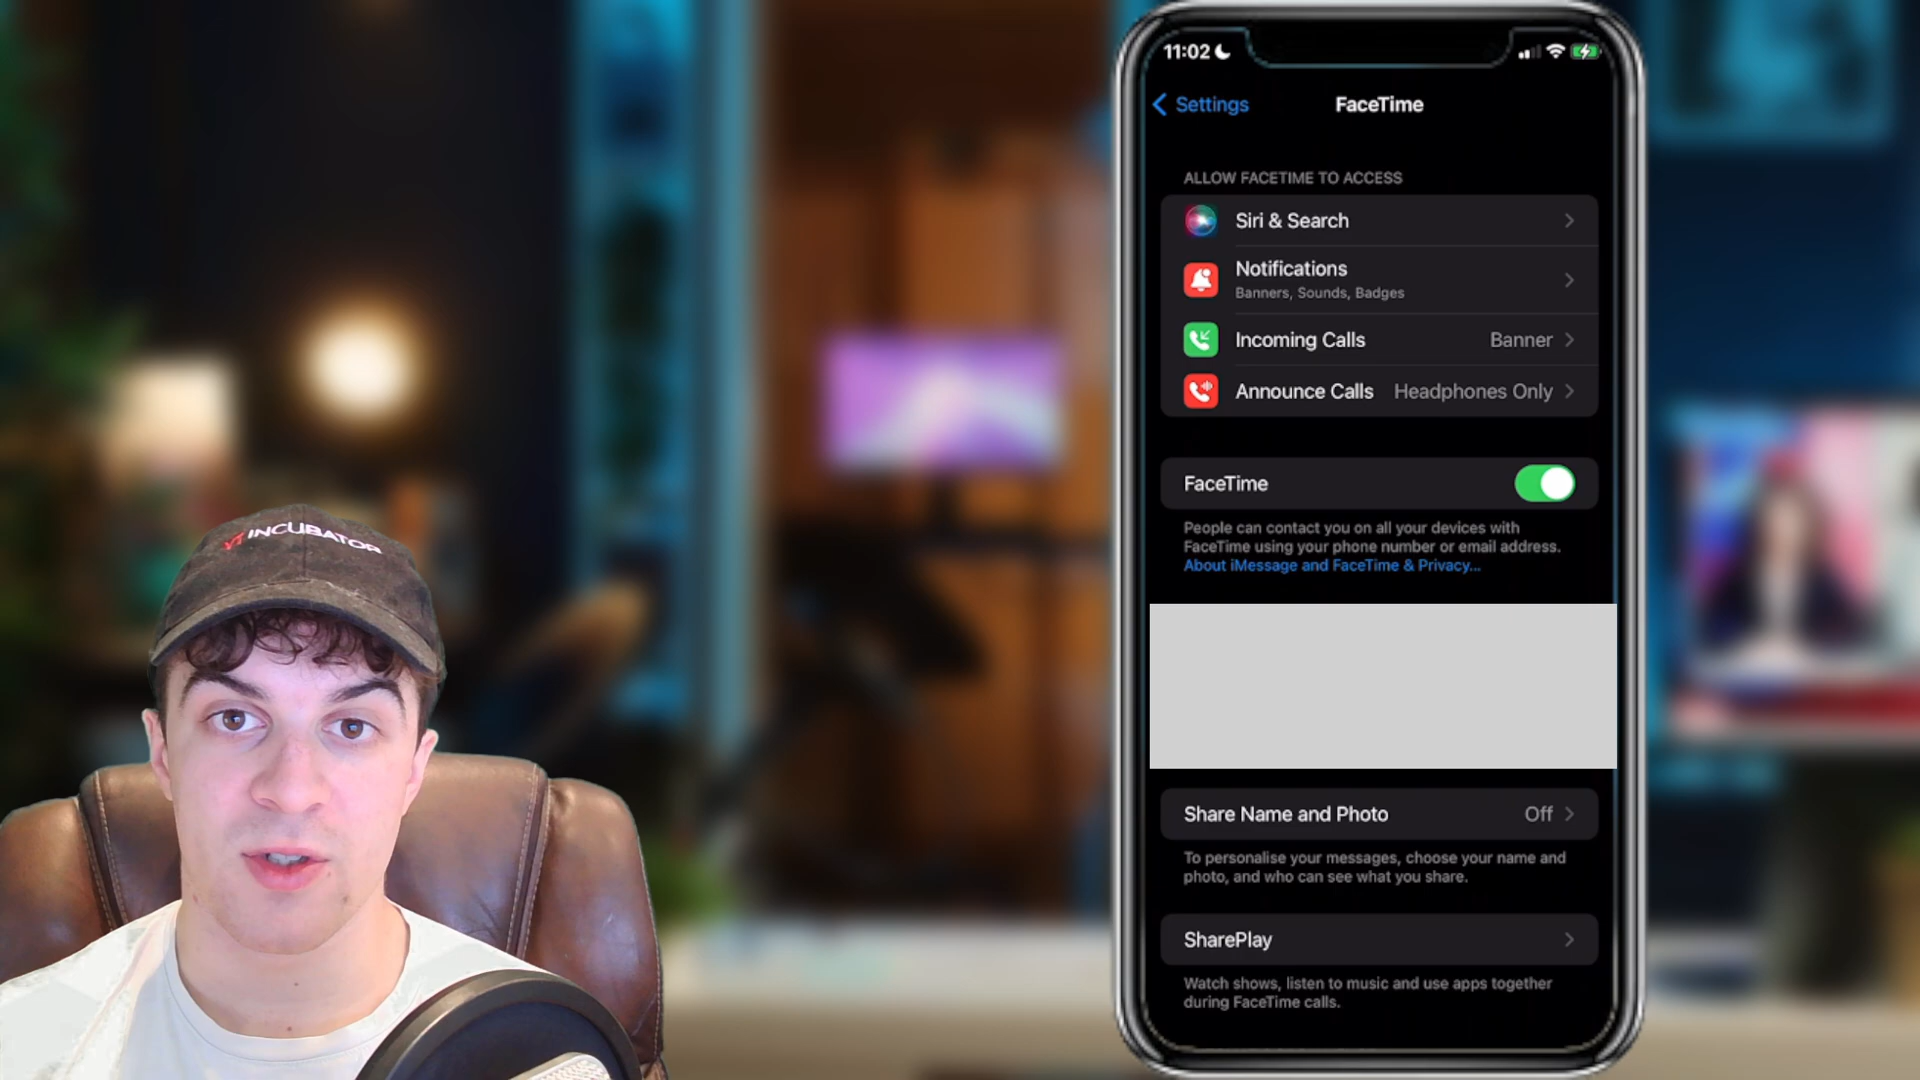 11:02
Settings
FaceTime
ALLOW FACETIME TO ACCESS
Siri & Search
Notifications
Banners, Sounds, Badges
Incoming Calls
Banner
Announce Calls
Headphones Only
FaceTime
People can contact you on all your devices with
FaceTime using your phone number or email address.
About iMessage and FaceTime & Privacy...
Share Name and Photo
Off
To personalise your messages, choose your name and
photo, and who can see what you share.
SharePlay
Watch shows, listen to music and use apps together
during FaceTime calls.
YT INCUBATOR